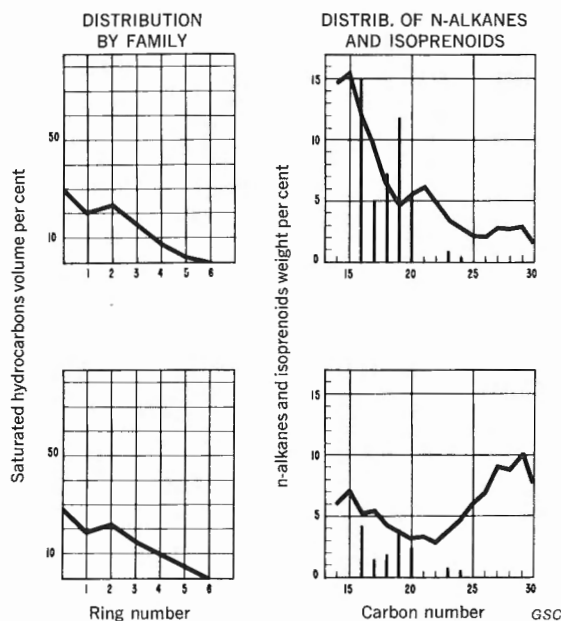 DISTRIBUTION
BY FAMILY
DISTRIB. OF N-ALKANES
AND ISOPRENOIDS
Saturated hydrocarbons volume per cent
50
10
1 2 3 4 5 6
n-alkanes and isoprenoids weight per cent
15
10
5
0
15 20 25 30
50
10
1 2 3 4 5 6
Ring number
15
10
5
0
15 20 25 30
Carbon number
GSC